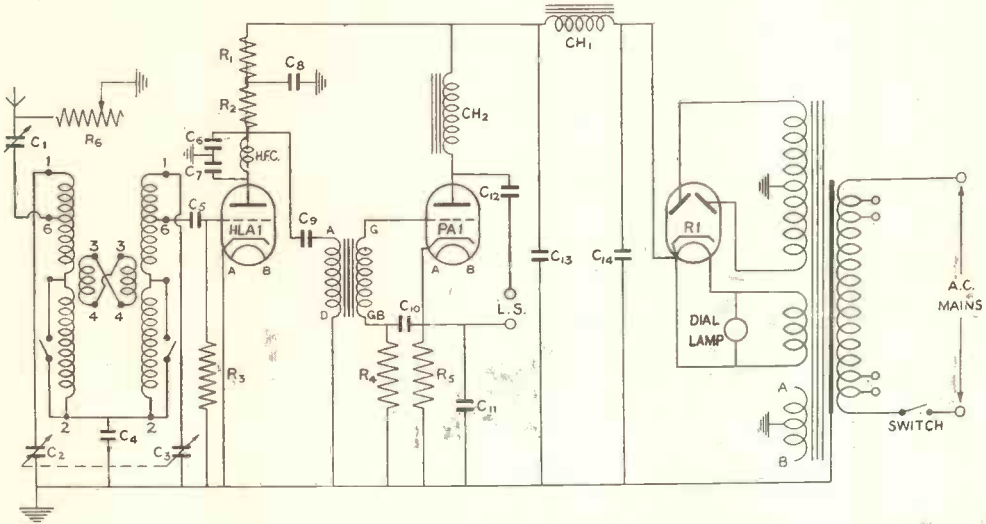 CH1
R1
C8
R2
CH2
R6
C1
C6
H.F.C.
C7
C12
1
1
6
C5
6
HLA1
C9
A
G
PA1
R1
A
B
A
B
3
3
4
4
C13
C14
L.S.
A.C.
MAINS
DIAL
LAMP
D
GB
C10
R3
R4
R5
A
B
2
2
C4
C11
C2
C3
SWITCH